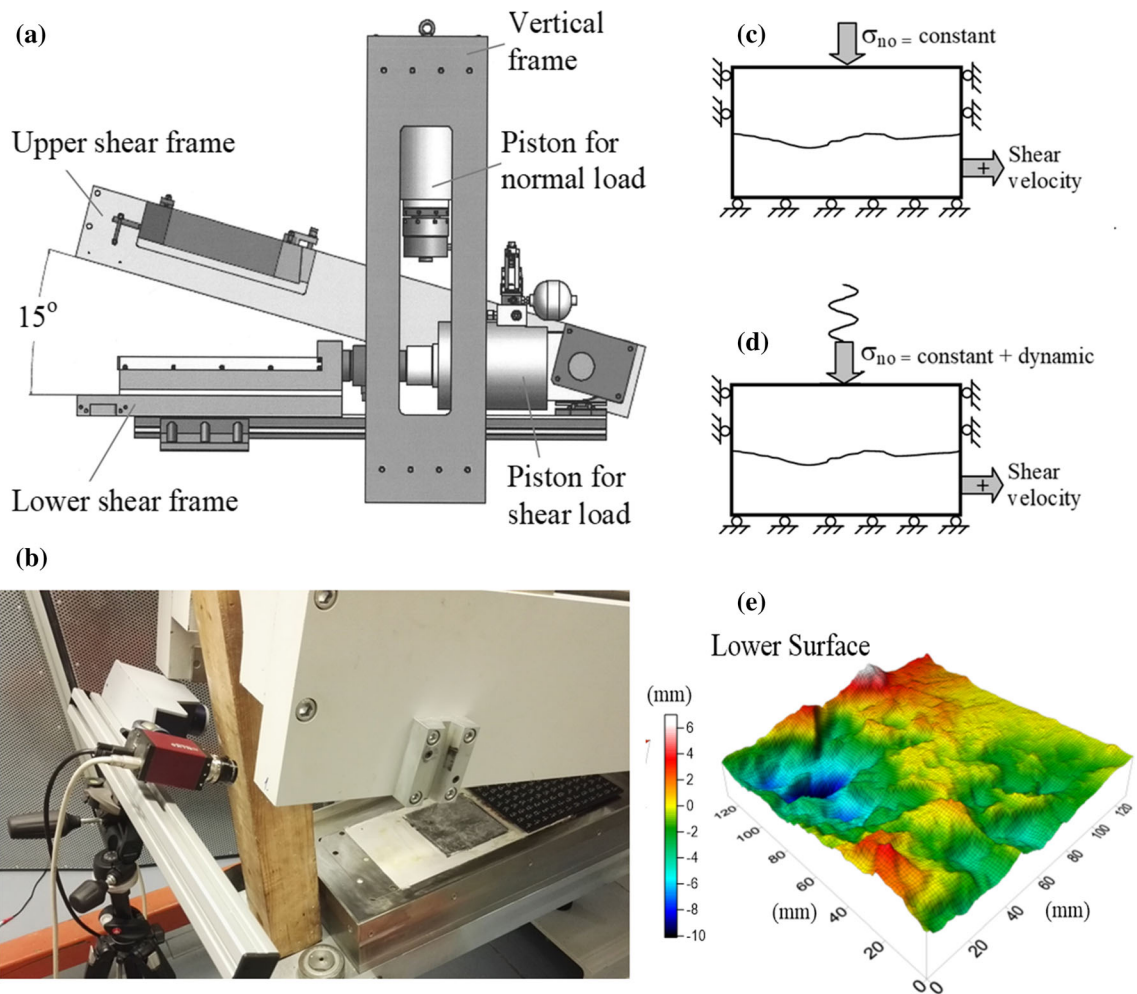 (a)
Vertical
frame
Upper shear frame
Piston for
normal load
15°
Lower shear frame
Piston for
shear load
(b)
(c)
σno = constant
+
Shear
velocity
(d)
σno = constant + dynamic
+
Shear
velocity
(e)
Lower Surface
(mm)
6
4
2
0
-2
-4
-6
-8
-10
120
100
80
60
40
20
0
(mm)
0
20
40
60
80
100
120
(mm)